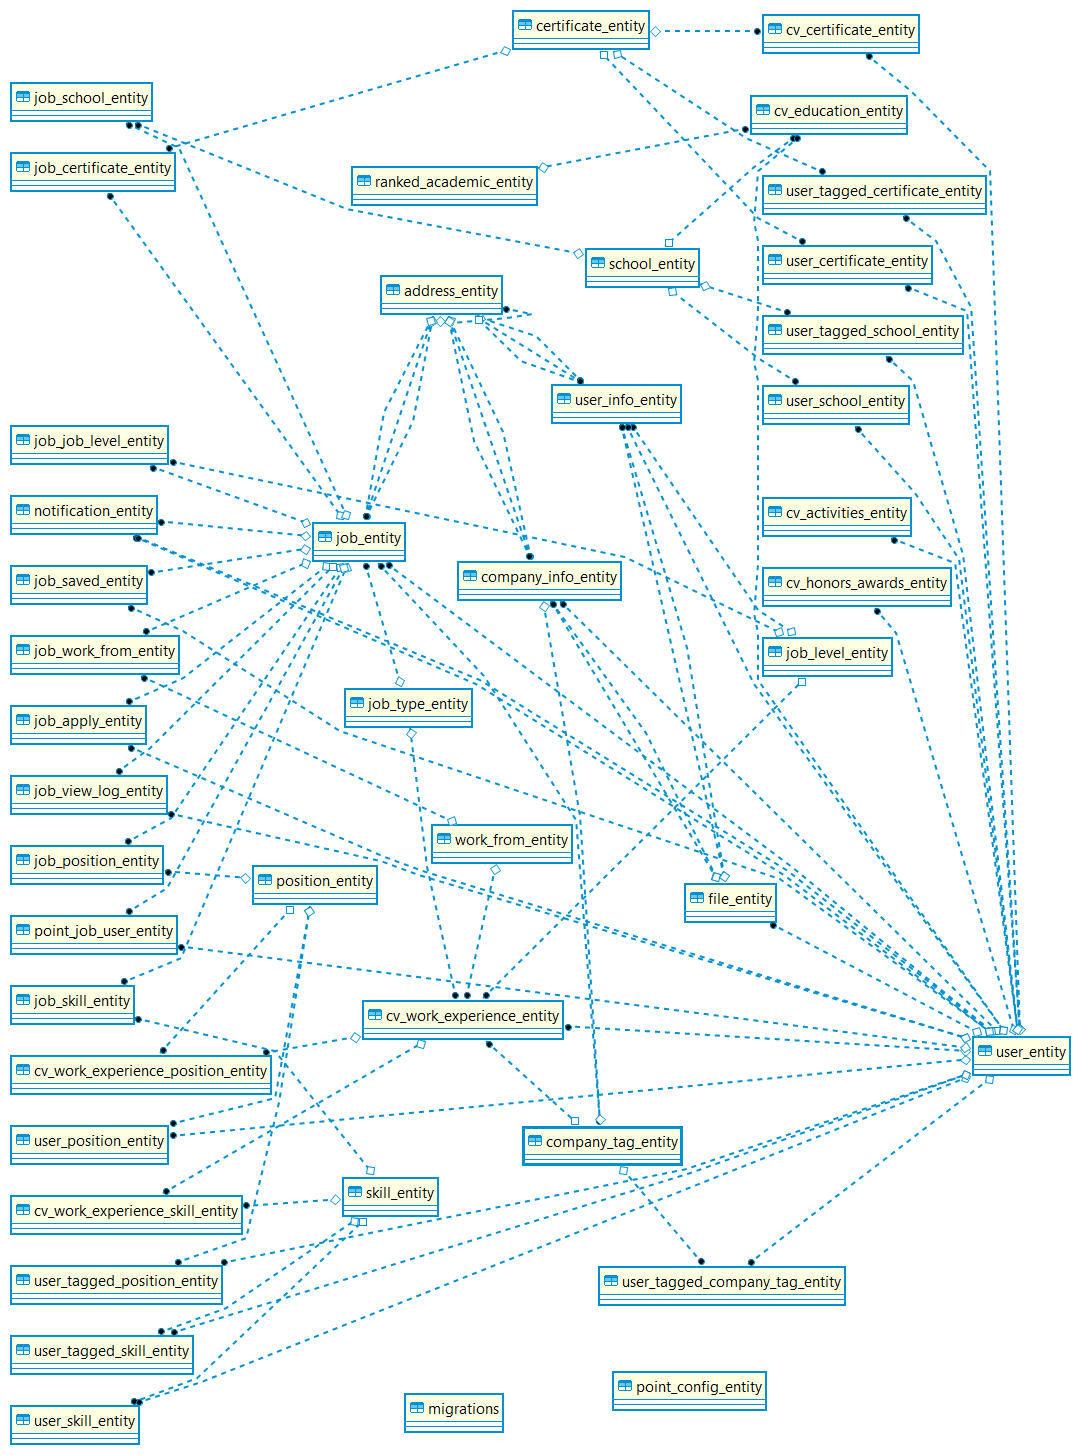 certificate_entity
cv_certificate_entity
job_school_entity
cv_education_entity
job_certificate_entity
ranked_academic_entity
user_tagged_certificate_entity
user_certificate_entity
school_entity
address_entity
user_tagged_school_entity
user_info_entity
user_school_entity
job_job_level_entity
notification_entity
cv_activities_entity
job_entity
job_saved_entity
company_info_entity
cv_honors_awards_entity
job_work_from_entity
job_level_entity
job_type_entity
job_apply_entity
job_view_log_entity
work_from_entity
job_position_entity
position_entity
file_entity
point_job_user_entity
job_skill_entity
cv_work_experience_entity
user_entity
cv_work_experience_position_entity
user_position_entity
company_tag_entity
skill_entity
cv_work_experience_skill_entity
user_tagged_position_entity
user_tagged_company_tag_entity
user_tagged_skill_entity
point_config_entity
migrations
user_skill_entity